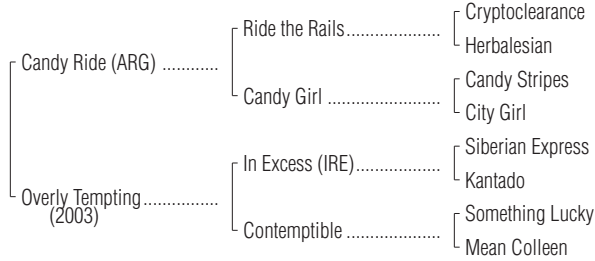 Cryptoclearance
Ride the Rails....................
Herbalesian
Candy Ride (ARG) ............
Candy Stripes
Candy Girl ........................
City Girl
Siberian Express
In Excess (IRE)..................
Kantado
Overly Tempting................
(2003)
Something Lucky
Contemptible ....................
Mean Colleen